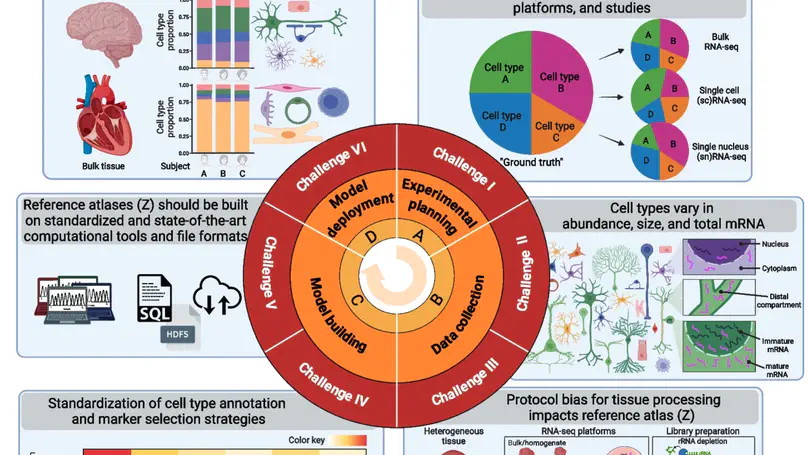 Cell type
proportion
1.00
0.75
0.50
0.25
0.00
Cell type
proportion
1.00
0.75
0.50
0.25
0.00
Bulk tissue
Subject
A B C
platforms, and studies
Cell type
A
Cell type
B
Cell type
D
Cell type
C
"Ground truth"
A
B
D
C
Bulk
RNA-seq
A
B
D
C
Single cell
(sc)RNA-seq
A
B
D
C
Single nucleus
(sn)RNA-seq
Challenge VI
Challenge I
Model
deployment
Experimental
planning
D
A
Challenge V
Challenge II
C
B
Model building
Data collection
Challenge IV
Challenge III
Reference atlases (Z) should be built
on standardized and state-of-the-art
computational tools and file formats
SQL
HDF5
Cell types vary in
abundance, size, and total mRNA
Nucleus
Cytoplasm
Distal
compartment
Immature
mRNA
mature
mRNA
Standardization of cell type annotation
and marker selection strategies
Color key
Protocol bias for tissue processing
impacts reference atlas (Z)
Heterogeneous
tissue
RNA-seq platforms
Bulk/homogenate
Library preparation
rRNA depletion